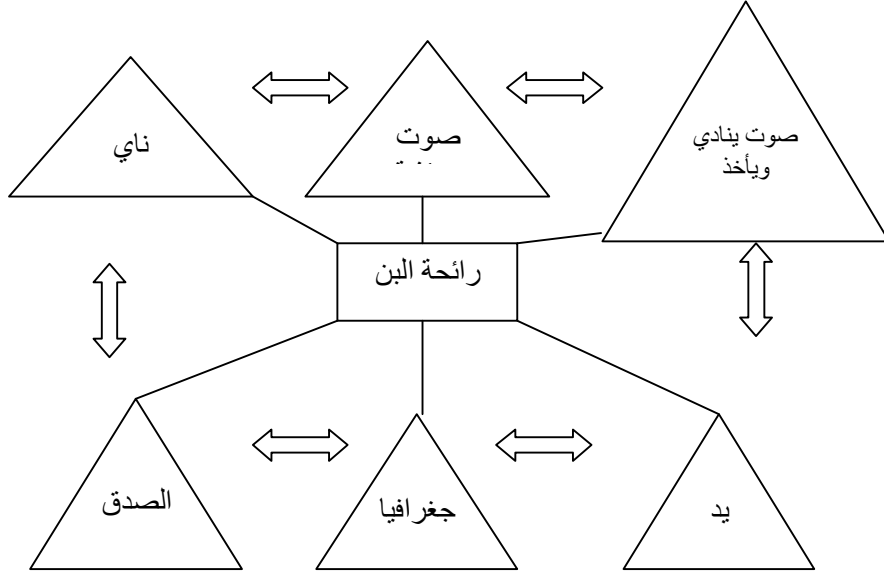 صوت ينادي
ويأخذ
صوت
ناي
رائحة البن
يد
جغرافيا
الصدق